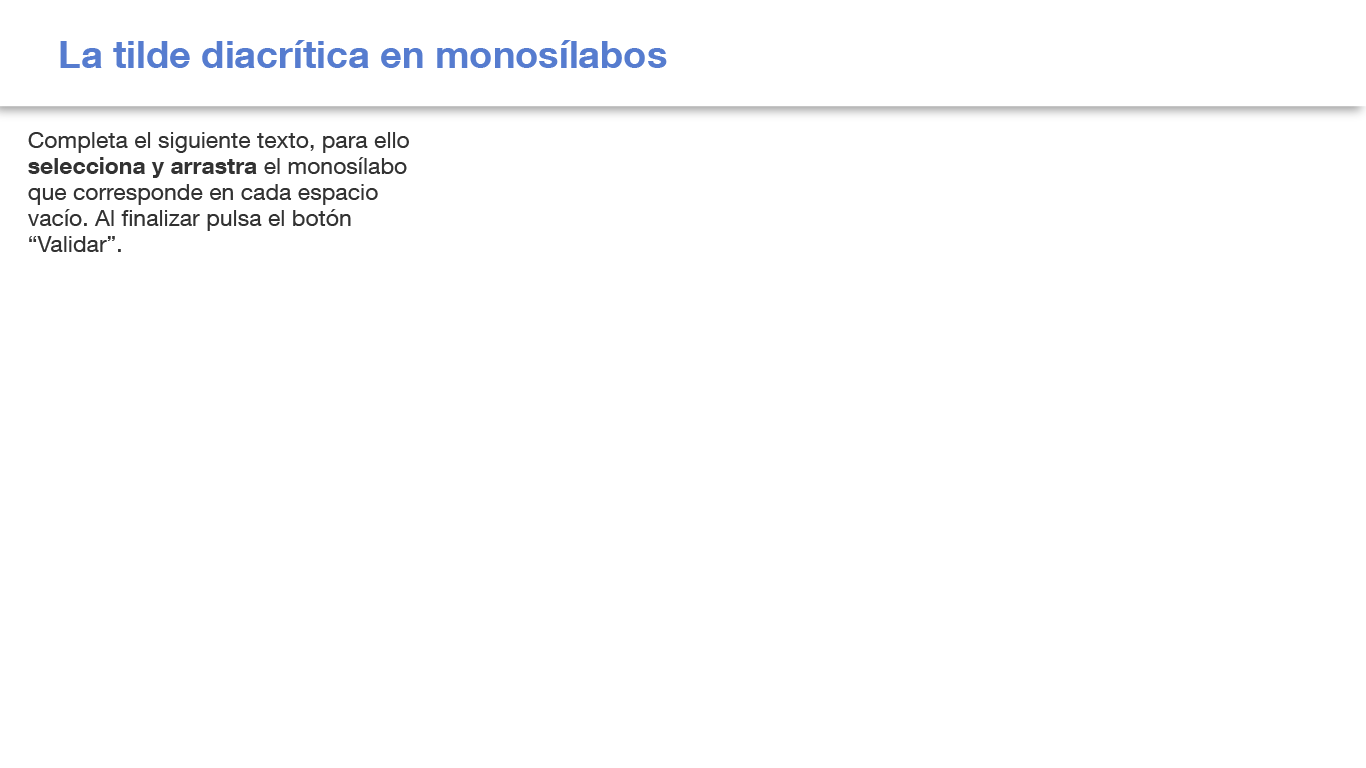 La tilde diacrítica en monosílabos
Completa el siguiente texto, para ello
selecciona y arrastra el monosílabo
que corresponde en cada espacio
vacío. Al finalizar pulsa el botón
“Validar”.